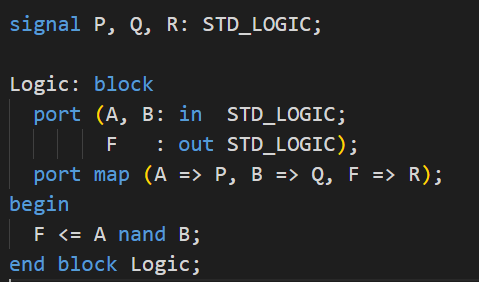 signal P, Q, R: STD_LOGIC;
Logic: block
  port (A, B: in  STD_LOGIC;
        F   : out STD_LOGIC);
  port map (A => P, B => Q, F => R);
begin
  F <= A nand B;
end block Logic;